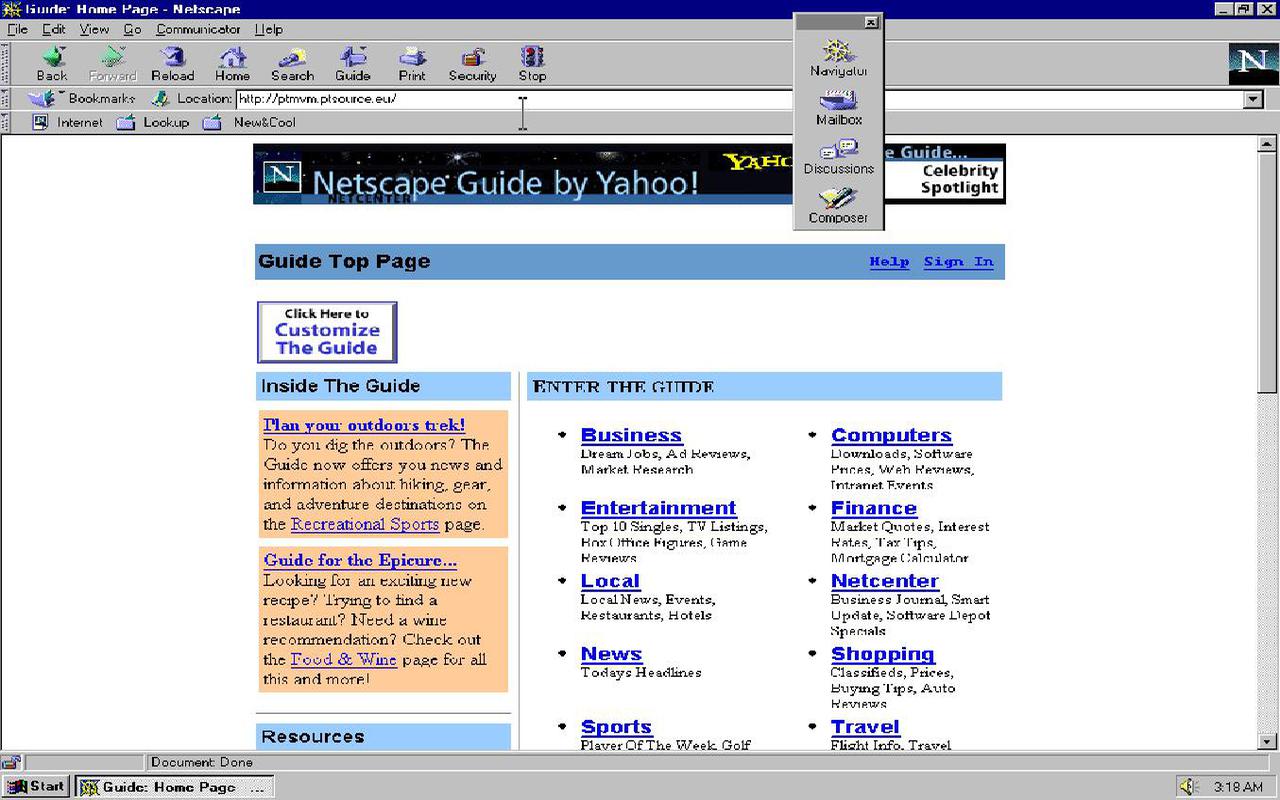 Guide: Home Page - Netscape
File Edit View Go Communicator Help
Back Forward Reload Home Search Guide Print Security Stop
N
Bookmarks Location: http://ptmvm.ptsource.eu/
Internet Lookup New&Cool
Navigator
Mailbox
Discussions
Composer
N Netscape Guide by Yahoo!
NETCENTER
YAHO
e Guide...
Celebrity
Spotlight
Guide Top Page
Help Sign In
Click Here to
Customize
The Guide
Inside The Guide
Plan your outdoors trek!
Do you dig the outdoors? The
Guide now offers you news and
information about hiking, gear,
and adventure destinations on
the Recreational Sports page.
Guide for the Epicure...
Looking for an exciting new
recipe? Trying to find a
restaurant? Need a wine
recommendation? Check out
the Food & Wine page for all
this and more!
Resources
ENTER THE GUIDE
Business
Dream Jobs, Ad Reviews,
Market Research
Computers
Downloads, Software
Prices, Web Reviews,
Intranet Events
Entertainment
Top 10 Singles, TV Listings,
Box Office Figures, Game
Reviews
Finance
Market Quotes, Interest
Rates, Tax Tips,
Mortgage Calculator
Local
Local News, Events,
Restaurants, Hotels
Netcenter
Business Journal, Smart
Update, Software Depot
Specials
News
Todays Headlines
Shopping
Classifieds, Prices,
Buying Tips, Auto
Reviews
Sports
Player Of The Week, Golf
Travel
Flight Info, Travel
Document: Done
Start Guide: Home Page ... 3:18 AM